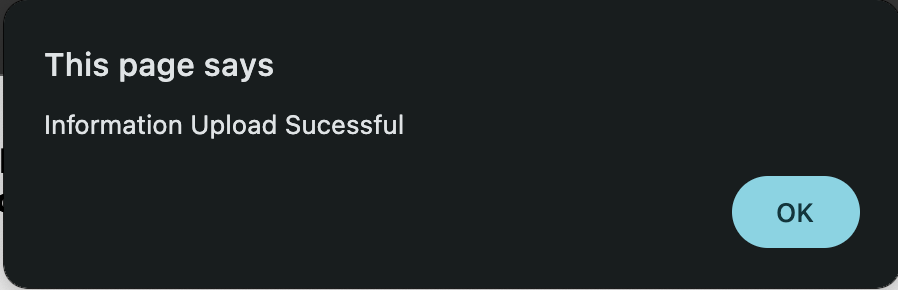 This page says
Information Upload Sucessful
OK